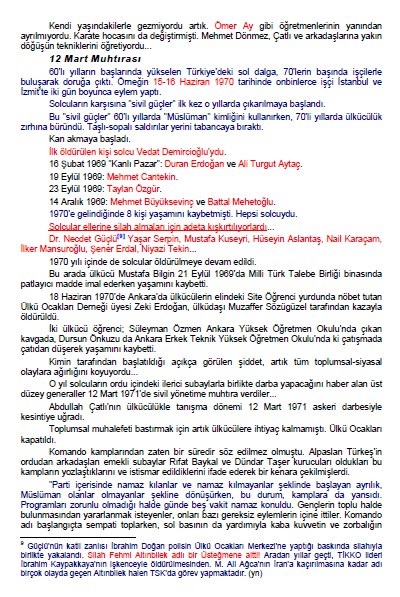 Kendi yaşındakilerle gezmiyordu artık. Ömer Ay gibi öğretmenlerinin yanından
ayrılmıyordu. Karate hocasını da değiştirmişti. Mehmet Dönmez, Çatlı ve arkadaşlarına yakın
döğüşün tekniklerini öğretiyordu...
12 Mart Muhtırası
60'lı yılların başlarında yükselen Türkiye'deki sol dalga, 70'lerin başında işçilerle
buluşarak doruğa çıktı. Örneğin 15-16 Haziran 1970 tarihinde onbinlerce işçi İstanbul ve
İzmit'te iki gün boyunca eylem yaptı.
Solcuların karşısına "sivil güçler" ilk kez o yıllarda çıkarılmaya başlandı.
Bu "sivil güçler" 60'lı yıllarda "Müslüman" kimliğini kullanırken, 70'li yıllarda ülkücülük
zırhına büründü. Taşlı-sopalı saldırılar yerini tabancaya bıraktı.
Kan akmaya başladı.
İlk öldürülen kişi solcu Vedat Demircioğlu'ydu.
16 Şubat 1969 "Kanlı Pazar": Duran Erdoğan ve Ali Turgut Aytaç.
19 Eylül 1969: Mehmet Cantekin.
23 Eylül 1969: Taylan Özgür.
14 Aralık 1969: Mehmet Büyüksevinç ve Battal Mehetoğlu.
1970'e gelindiğinde 8 kişi yaşamını kaybetmişti. Hepsi solcuydu.
Solcular ellerine silah almaları için adeta kışkırtılıyorlardı...
Dr. Necdet Güçlü[9] Yaşar Serpin, Mustafa Kuseyri, Hüseyin Aslantaş, Nail Karaçam,
İlker Mansuroğlu, Şener Erdal, Niyazi Tekin...
1970 yılı içinde de solcular öldürülmeye devam edildi.
Bu arada ülkücü Mustafa Bilgin 21 Eylül 1969'da Milli Türk Talebe Birliği binasında
patlayıcı madde imal ederken yaşamını kaybetti.
18 Haziran 1970'de Ankara'da ülkücülerin elindeki Site Öğrenci yurdunda nöbet tutan
Ülkü Ocakları Derneği üyesi Zeki Erdoğan, ülküdaşı Muzaffer Sözügüzel tarafından kazayla
öldürüldü.
İki ülkücü öğrenci; Süleyman Özmen Ankara Yüksek Öğretmen Okulu'nda çıkan
kavgada, Dursun Önkuzu da Ankara Erkek Teknik Yüksek Öğretmen Okulu'nda ki çatışmada
çatıdan düşerek yaşamını kaybetti.
Kimin tarafından başlatıldığı açıkça görülen şiddet, artık tüm toplumsal-siyasal
olaylara ağırlığını koyuyordu...
O yıl solcuların ordu içindeki ilerici subaylarla birlikte darba yapacağını haber alan üst
düzey generaller 12 Mart 1971'de sivil yönetime muhtıra verdiler...
Abdullah Çatlı'nın ülkücülükle tanışma dönemi 12 Mart 1971 askeri darbesiyle
kesintiye uğradı.
Toplumsal muhalefeti bastırmak için artık ülkücülere ihtiyaç kalmamıştı. Ülkü Ocakları
kapatıldı.
Komando kamplarından zaten bir süredir söz edilmez olmuştu. Alpaslan Türkeş'in
ordudan arkadaşları emekli subaylar Rıfat Baykal ve Dündar Taşer kurucuları oldukları bu
kampların yozlaştıklarını ve istismar edildiklerini ifade ederek bir kenara çekilmişlerdi.
"Parti içerisinde namaz kılanlar ve namaz kılmayanlar şeklinde başlayan ayrılık,
Müslüman olanlar olmayanlar şekline dönüşürken, bu durum, kamplara da yansıdı.
Programları zorunlu olmadığı halde günde beş vakit namaz konuldu. Gençlerin toplu halde
bulunmasından yararlanmak isteyenler, onları bazı gereksiz eylemlerin içine ittiler. Komando
adı başlangıçta sempati toplarken, sol basının da yardımıyla kaba kuvvetin ve zorbalığın
9 Güçlü'nün katil zanlısı İbrahim Doğan polisin Ülkü Ocakları Merkezi'ne yaptığı baskında silahıyla
birlikte yakalandı. Silah Fehmi Altınbilek adlı bir Üsteğmene aitti! Aradan yıllar geçti, TİKKO lideri
İbrahim Kaypakkaya'nın işkenceyle öldürülmesinden, M. Ali Ağca'nın İran'a kaçırılmasına kadar adı
birçok olayda geçen Altınbilek halen TSK'da görev yapmaktadır. (yn)